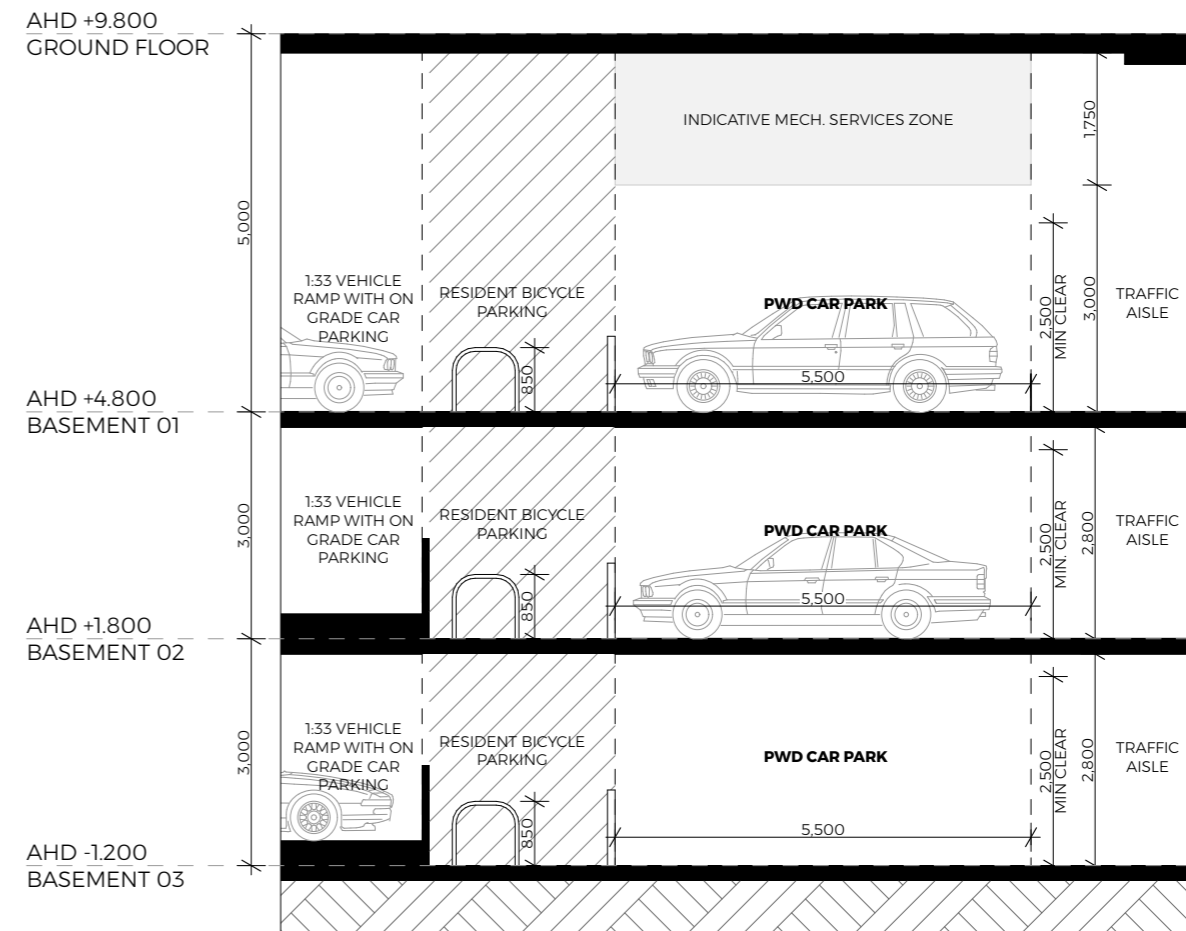 AHD +9.800
GROUND FLOOR
INDICATIVE MECH. SERVICES ZONE
1,750
5,000
1:33 VEHICLE
RAMP WITH ON
GRADE CAR
PARKING
RESIDENT BICYCLE
PARKING
850
PWD CAR PARK
5,500
2,500
MIN CLEAR
3,000
TRAFFIC
AISLE
AHD +4.800
BASEMENT 01
3,000
1:33 VEHICLE
RAMP WITH ON
GRADE CAR
PARKING
RESIDENT BICYCLE
PARKING
850
PWD CAR PARK
5,500
2,500
MIN. CLEAR
2,800
TRAFFIC
AISLE
AHD +1.800
BASEMENT 02
3,000
1:33 VEHICLE
RAMP WITH ON
GRADE CAR
PARKING
RESIDENT BICYCLE
PARKING
850
PWD CAR PARK
5,500
2,500
MIN CLEAR
2,800
TRAFFIC
AISLE
AHD -1.200
BASEMENT 03